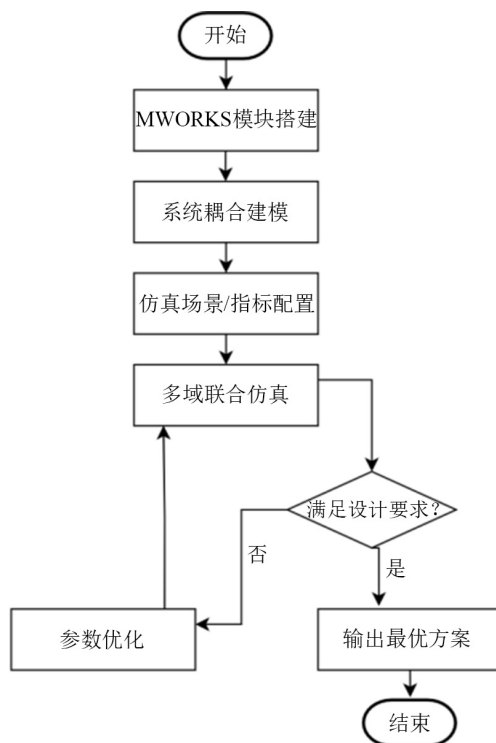 开始
MWORKS模块搭建
系统耦合建模
仿真场景/指标配置
多域联合仿真
满足设计要求?
否
是
参数优化
输出最优方案
结束